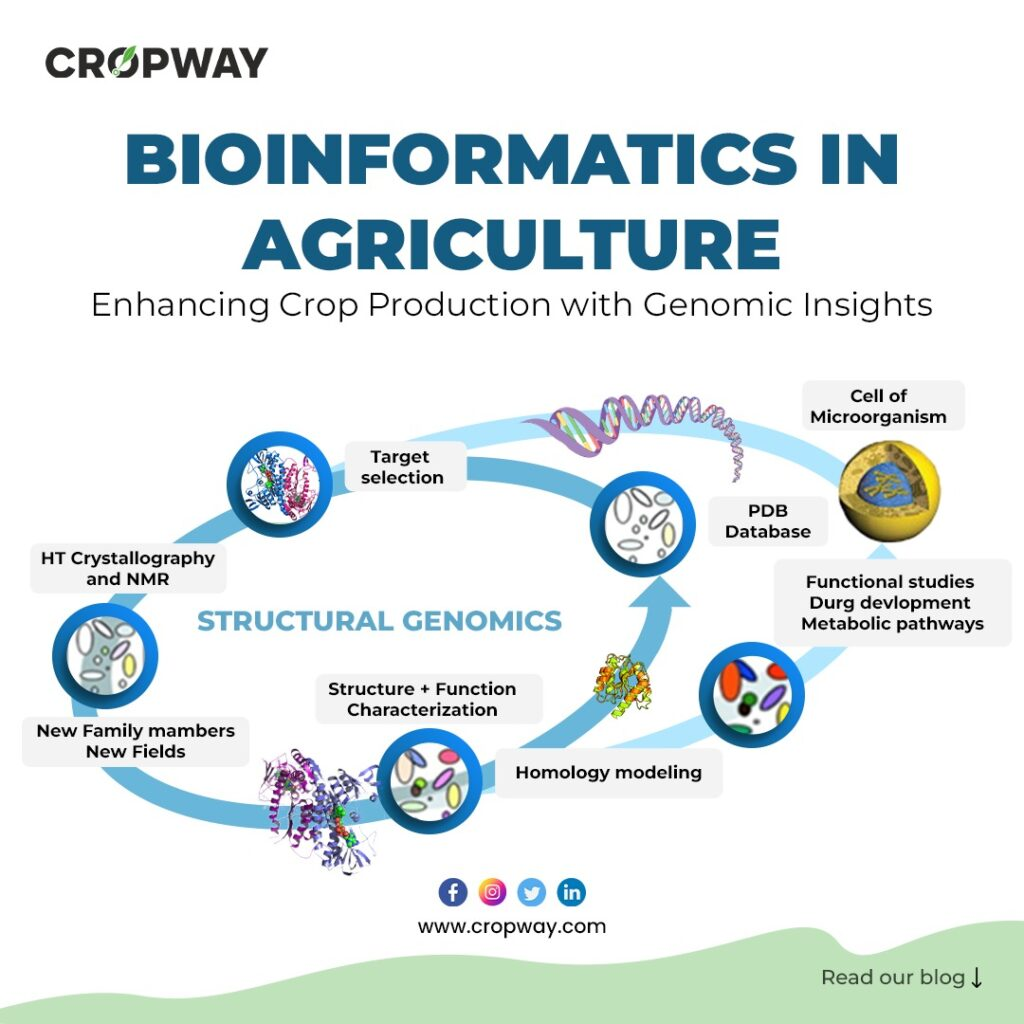 CROPWAY
BIOINFORMATICS IN
AGRICULTURE
Enhancing Crop Production with Genomic Insights
Cell of
Microorganism
Target
selection
PDB
Database
HT Crystallography
and NMR
Functional studies
Durg devlopment
Metabolic pathways
STRUCTURAL GENOMICS
Structure + Function
Characterization
New Family mambers
New Fields
Homology modeling
www.cropway.com
Read our blog↓